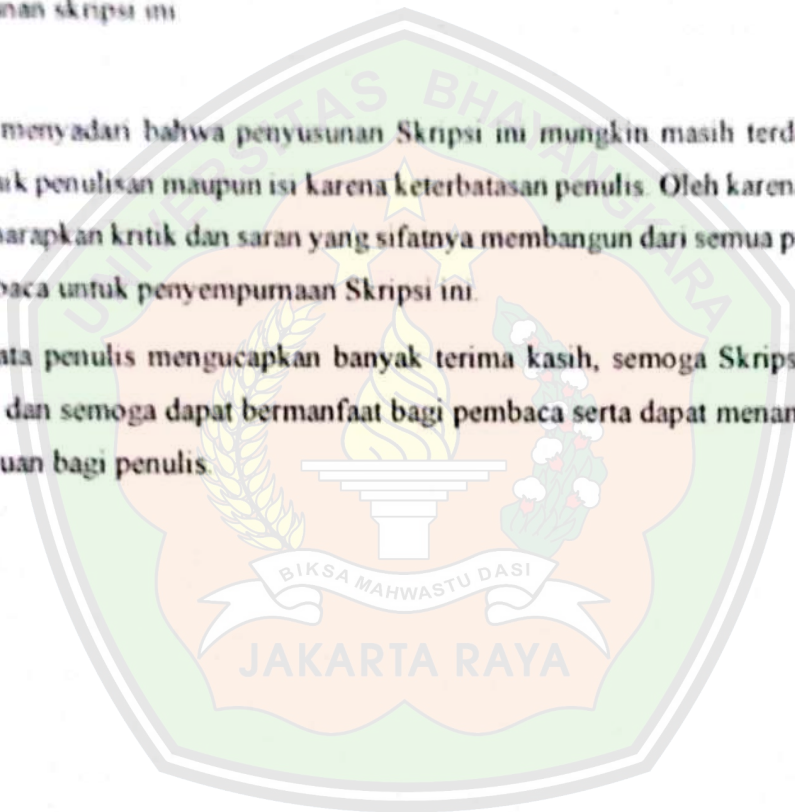 skripsi ini
menyadari bahwa penyusunan Skripsi ini mungkin masih terd
ik penulisan maupun isi karena keterbatasan penulis. Oleh karen
arapkan kritik dan saran yang sifatnya membangun dari semua p
baca untuk penyempurnaan Skripsi ini.
ata penulis mengucapkan banyak terima kasih, semoga Skrips
dan semoga dapat bermanfaat bagi pembaca serta dapat menam
uan bagi penulis.
UNIVERSITAS BHAYANGKARA
BIKSA MAHWASTU DASI
JAKARTA RAYA